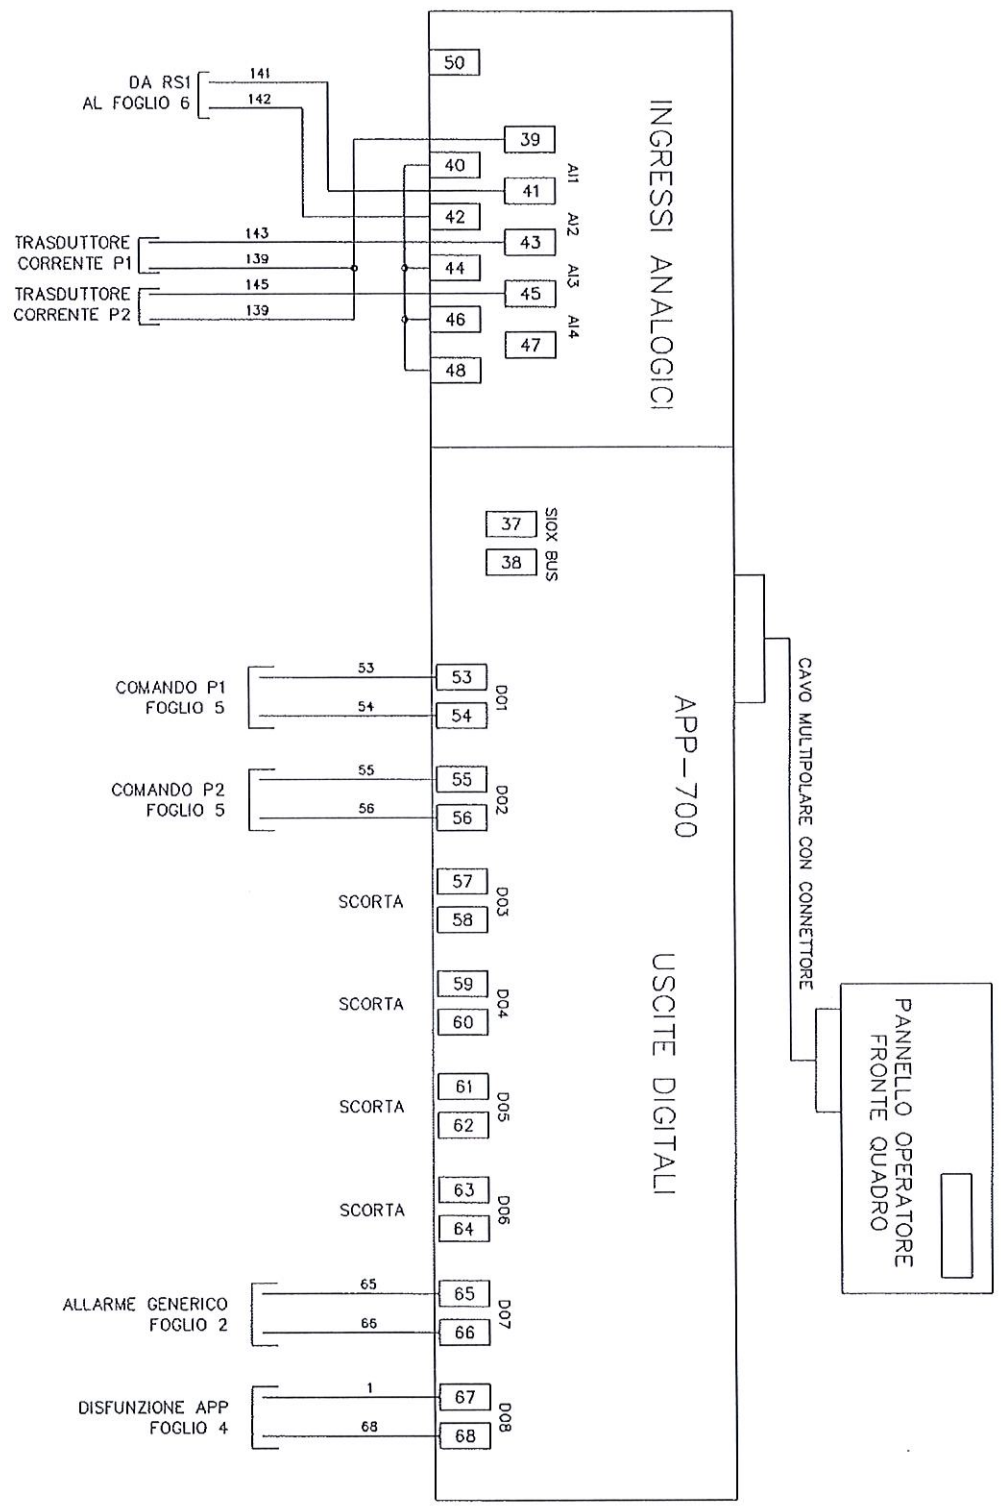 50
DA RS1
AL FOGLIO 6
141
142
INGRESSI ANALOGICI
39
40
AI1
41
42
AI2
TRASDUTTORE
CORRENTE P1
143
139
43
44
AI3
TRASDUTTORE
CORRENTE P2
145
139
45
46
AI4
47
48
37
38
SIOX BUS
COMANDO P1
FOGLIO 5
53
54
53
54
DO1
APP-700
CAVO MULTIPOLARE CON CONNETTORE
COMANDO P2
FOGLIO 5
55
56
55
56
DO2
SCORTA
57
58
DO3
USCITE DIGITALI
SCORTA
59
60
DO4
PANNELLO OPERATORE
FRONTE QUADRO
SCORTA
61
62
DO5
SCORTA
63
64
DO6
ALLARME GENERICO
FOGLIO 2
65
66
65
66
DO7
DISFUNZIONE APP
FOGLIO 4
1
68
67
68
DO8